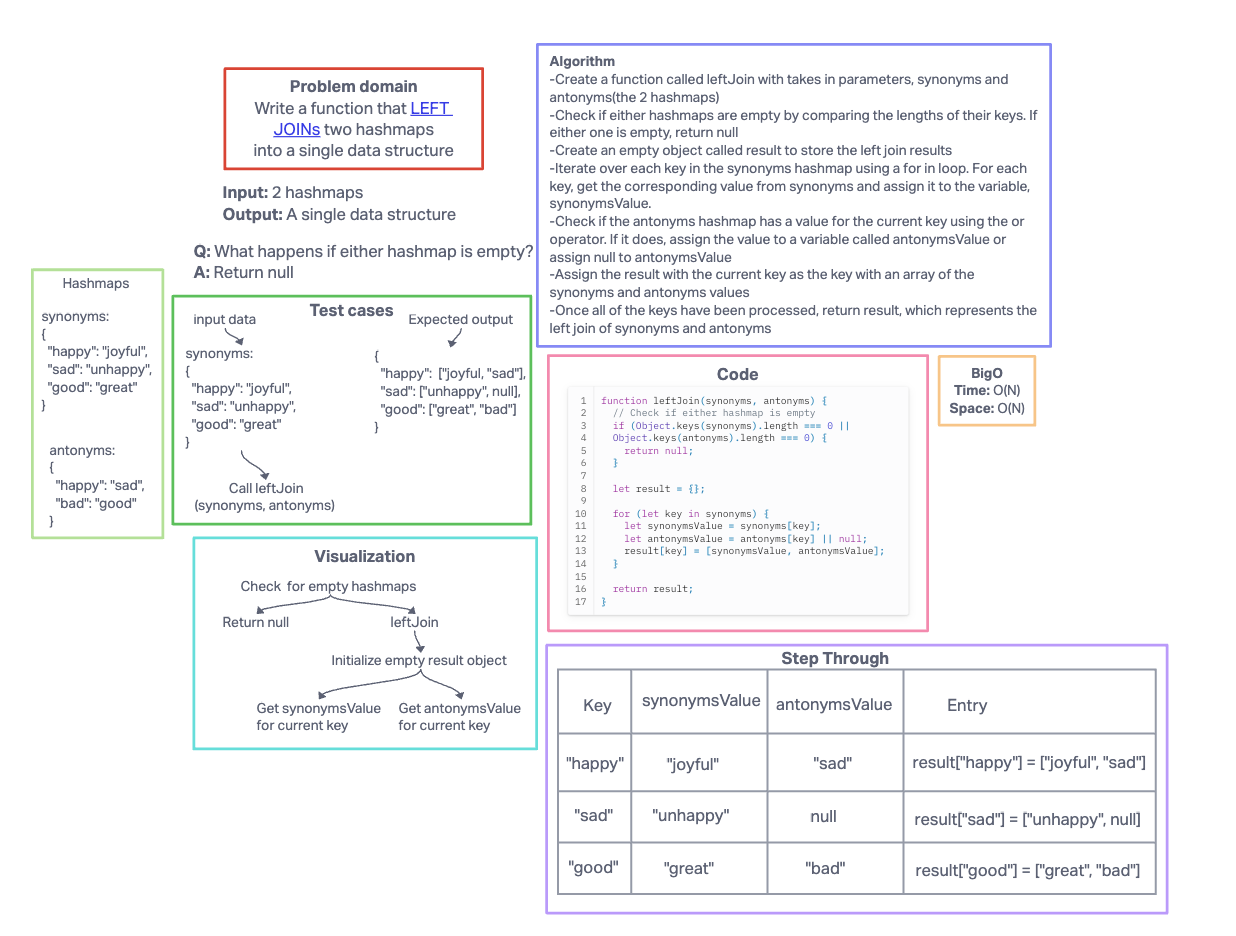 Problem domain
Write a function that LEFT
JOINs two hashmaps
into a single data structure
Input: 2 hashmaps
Output: A single data structure
Q: What happens if either hashmap is empty?
A: Return null
Algorithm
-Create a function called leftJoin with takes in parameters, synonyms and
antonyms(the 2 hashmaps)
-Check if either hashmaps are empty by comparing the lengths of their keys. If
either one is empty, return null
-Create an empty object called result to store the left join results
-Iterate over each key in the synonyms hashmap using a for in loop. For each
key, get the corresponding value from synonyms and assign it to the variable,
synonymsValue.
-Check if the antonyms hashmap has a value for the current key using the or
operator. If it does, assign the value to a variable called antonymsValue or
assign null to antonymsValue
-Assign the result with the current key as the key with an array of the
synonyms and antonyms values
-Once all of the keys have been processed, return result, which represents the
left join of synonyms and antonyms
Hashmaps
synonyms:
{
"happy": "joyful",
"sad": "unhappy",
"good": "great"
}
antonyms:
{
"happy": "sad",
"bad": "good"
}
Test cases
input data
synonyms:
{
"happy": "joyful",
"sad": "unhappy",
"good": "great"
}
Call leftJoin
(synonyms, antonyms)
Expected output
{
"happy": ["joyful, "sad"],
"sad": ["unhappy", null],
"good": ["great", "bad"]
}
Code
1 function leftJoin(synonyms, antonyms) {
2 // Check if either hashmap is empty
3 if (Object.keys(synonyms).length === 0 ||
4 Object.keys(antonyms).length === 0) {
5 return null;
6 }
7
8 let result = {};
9
10 for (let key in synonyms) {
11 let synonymsValue = synonyms[key];
12 let antonymsValue = antonyms[key] || null;
13 result[key] = [synonymsValue, antonymsValue];
14 }
15
16 return result;
17 }
BigO
Time: O(N)
Space: O(N)
Visualization
Check for empty hashmaps
Return null
leftJoin
Initialize empty result object
Get synonymsValue
for current key
Get antonymsValue
for current key
Step Through
Key synonymsValue antonymsValue Entry
"happy" "joyful" "sad" result["happy"] = ["joyful", "sad"]
"sad" "unhappy" null result["sad"] = ["unhappy", null]
"good" "great" "bad" result["good"] = ["great", "bad"]